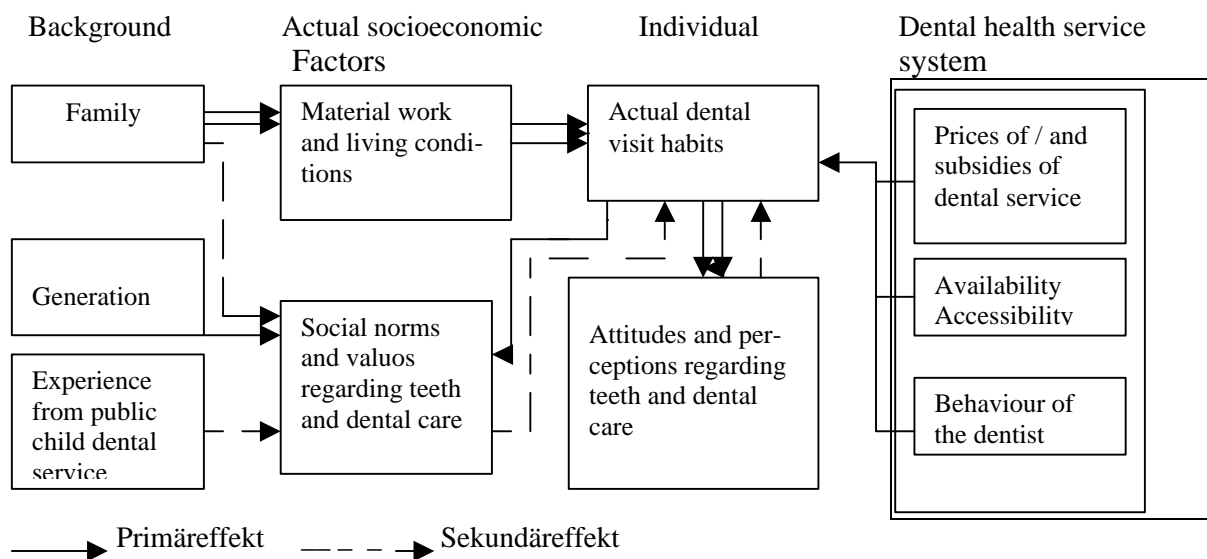 Background
Actual socioeconomic
Factors
Individual
Dental health service
system
Family
Material work
and living condi-
tions
Actual dental
visit habits
Prices of / and
subsidies of
dental service
Generation
Social norms
and valuos
regarding teeth
and dental care
Attitudes and per-
ceptions regarding
teeth and dental
care
Availability
Accessibility
Experience
from public
child dental
service
Behaviour of
the dentist
Primäreffekt
Sekundäreffekt